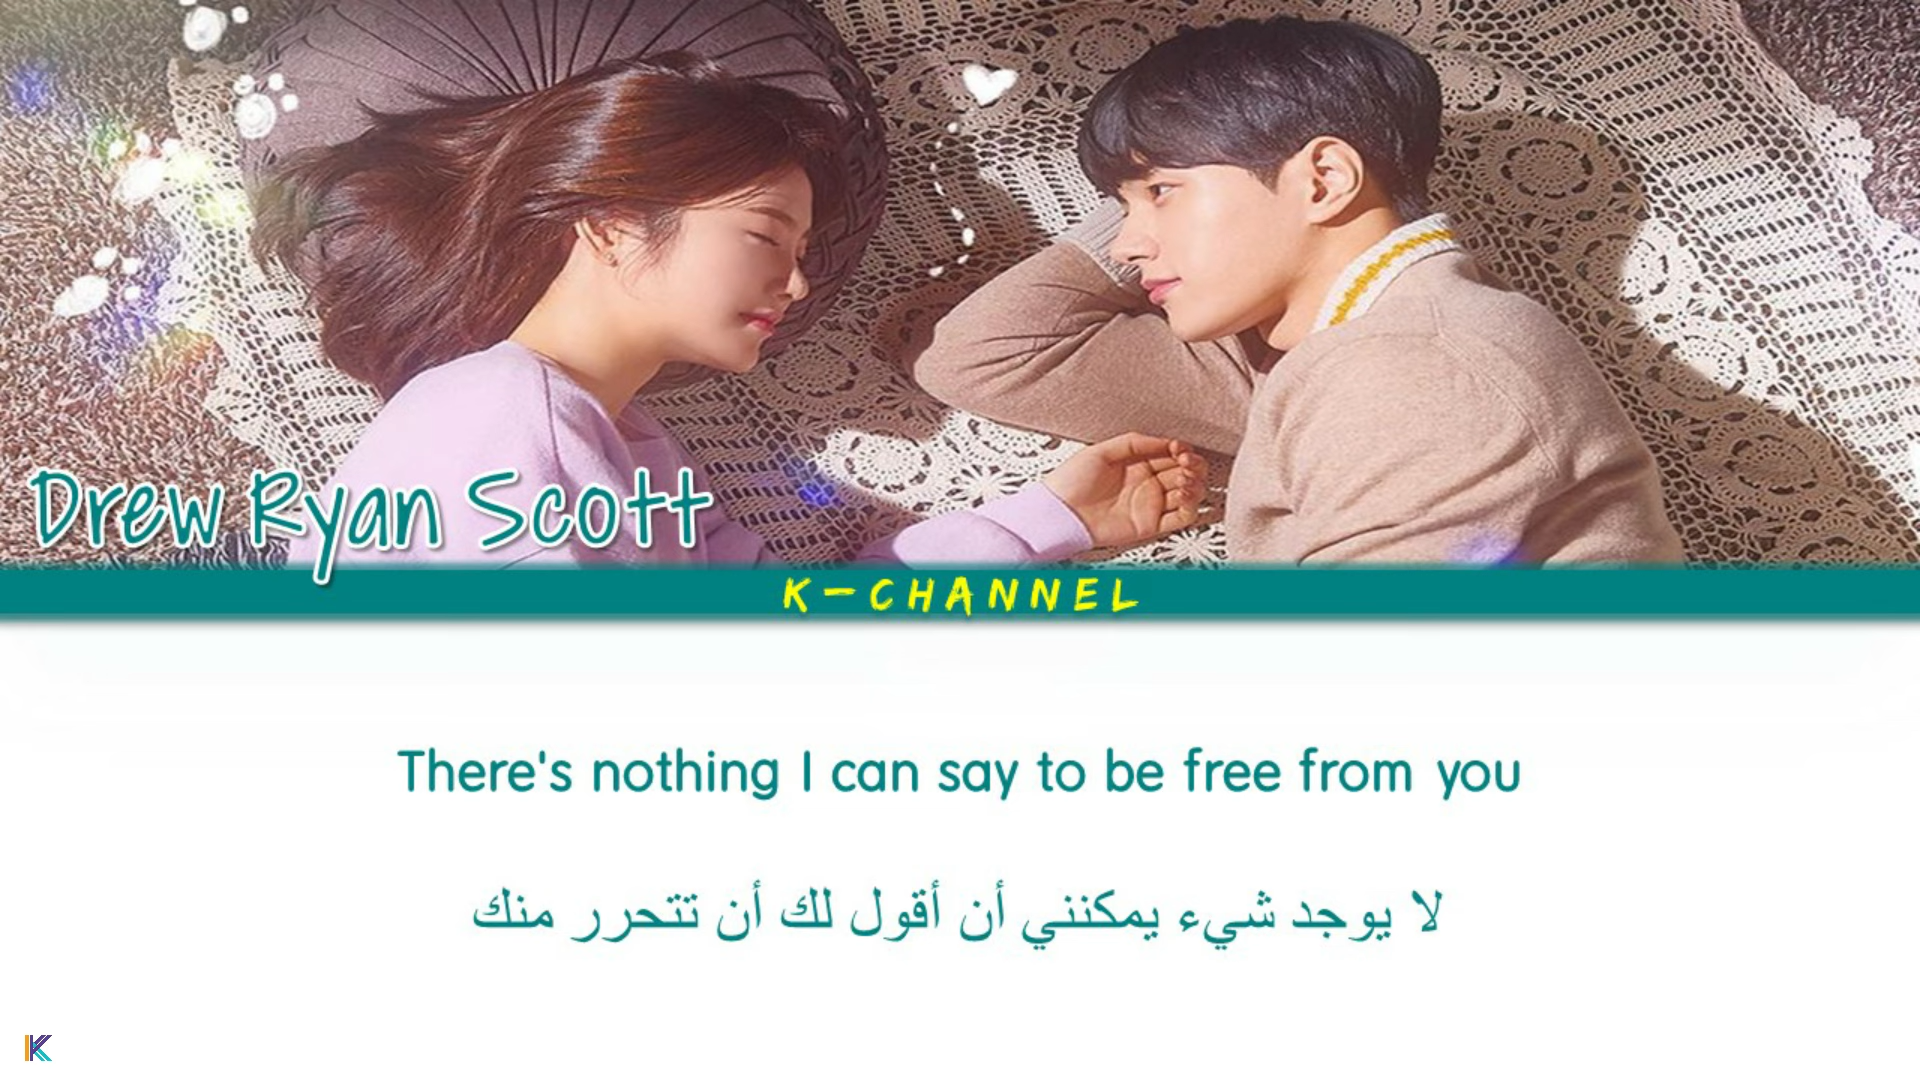 Drew Ryan Scott
K-CHANNEL
There's nothing I can say to be free from you
لا يوجد شيء يمكنني أن أقول لك أن تتحرر منك
K